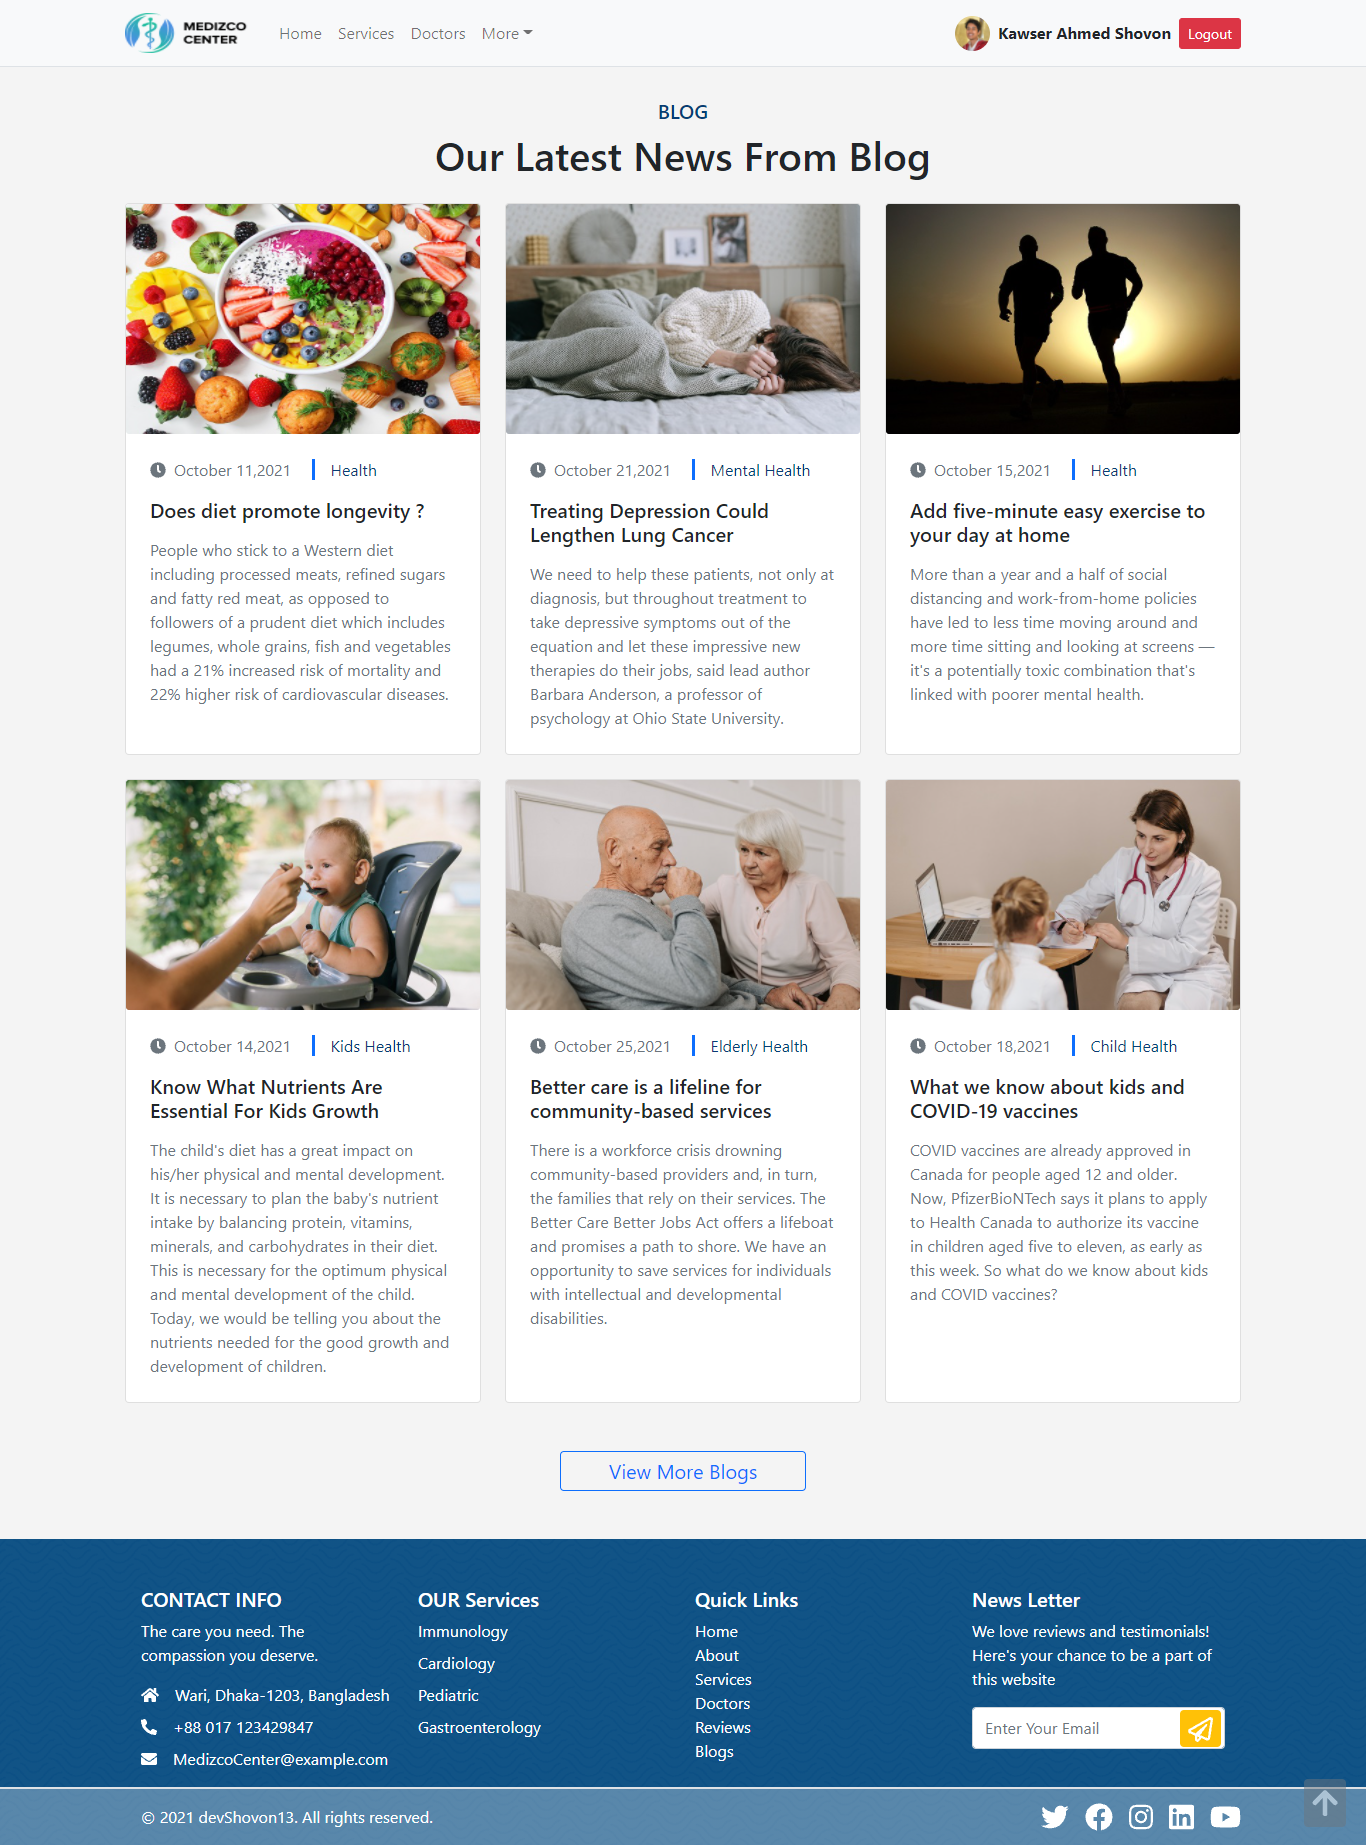 MEDIZCO
CENTER
Home Services Doctors More
Kawser Ahmed Shovon Logout
BLOG
Our Latest News From Blog
October 11,2021 Health
Does diet promote longevity ?
People who stick to a Western diet
including processed meats, refined sugars
and fatty red meat, as opposed to
followers of a prudent diet which includes
legumes, whole grains, fish and vegetables
had a 21% increased risk of mortality and
22% higher risk of cardiovascular diseases.
October 21,2021 Mental Health
Treating Depression Could
Lengthen Lung Cancer
We need to help these patients, not only at
diagnosis, but throughout treatment to
take depressive symptoms out of the
equation and let these impressive new
therapies do their jobs, said lead author
Barbara Anderson, a professor of
psychology at Ohio State University.
October 15,2021 Health
Add five-minute easy exercise to
your day at home
More than a year and a half of social
distancing and work-from-home policies
have led to less time moving around and
more time sitting and looking at screens —
it's a potentially toxic combination that's
linked with poorer mental health.
October 14,2021 Kids Health
Know What Nutrients Are
Essential For Kids Growth
The child's diet has a great impact on
his/her physical and mental development.
It is necessary to plan the baby's nutrient
intake by balancing protein, vitamins,
minerals, and carbohydrates in their diet.
This is necessary for the optimum physical
and mental development of the child.
Today, we would be telling you about the
nutrients needed for the good growth and
development of children.
October 25,2021 Elderly Health
Better care is a lifeline for
community-based services
There is a workforce crisis drowning
community-based providers and, in turn,
the families that rely on their services. The
Better Care Better Jobs Act offers a lifeboat
and promises a path to shore. We have an
opportunity to save services for individuals
with intellectual and developmental
disabilities.
October 18,2021 Child Health
What we know about kids and
COVID-19 vaccines
COVID vaccines are already approved in
Canada for people aged 12 and older.
Now, PfizerBioNTech says it plans to apply
to Health Canada to authorize its vaccine
in children aged five to eleven, as early as
this week. So what do we know about kids
and COVID vaccines?
View More Blogs
CONTACT INFO
The care you need. The
compassion you deserve.
Wari, Dhaka-1203, Bangladesh
+88 017 123429847
MedizcoCenter@example.com
OUR Services
Immunology
Cardiology
Pediatric
Gastroenterology
Quick Links
Home
About
Services
Doctors
Reviews
Blogs
News Letter
We love reviews and testimonials!
Here's your chance to be a part of
this website
Enter Your Email
© 2021 devShovon13. All rights reserved.